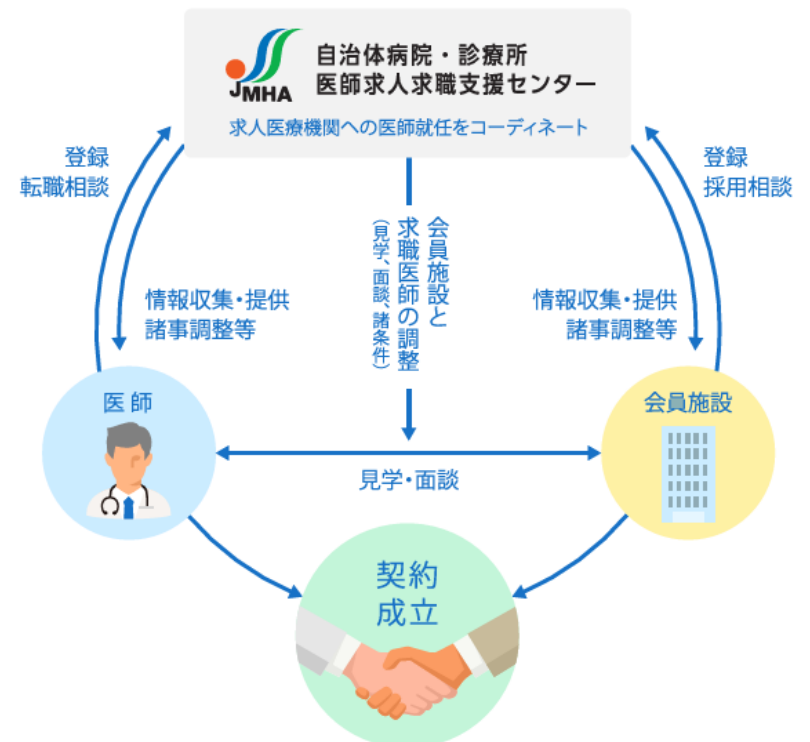 JMHA
自治体病院・診療所
医師求人求職支援センター
求人医療機関への医師就任をコーディネート
登録
転職相談
登録
採用相談
会員施設と
求職医師の調整
（見学、面談、諸条件）
情報収集・提供
諸事調整等
情報収集・提供
諸事調整等
医師
会員施設
見学・面談
契約
成立